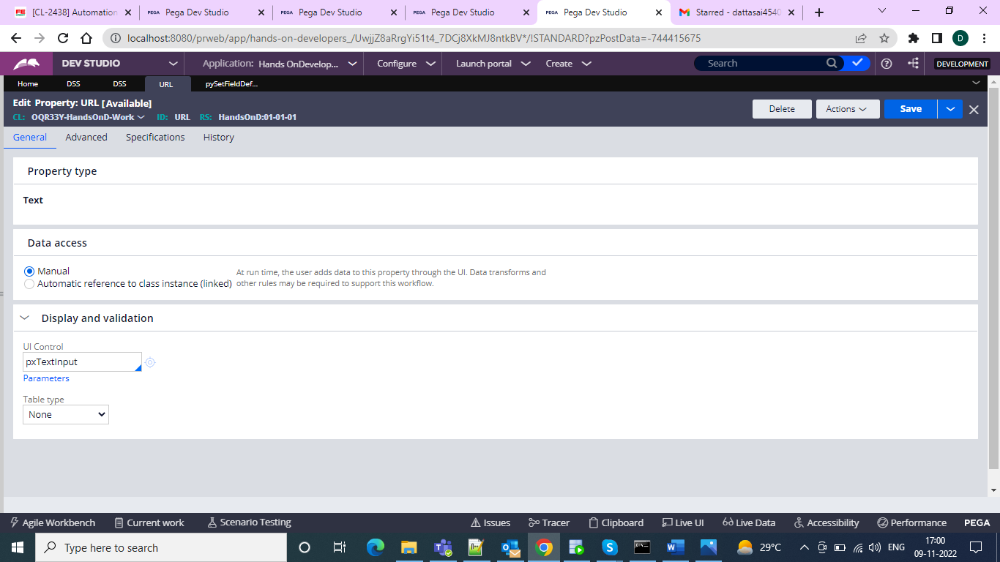 [CL-2438] Automation
PEGA Pega Dev Studio
PEGA Pega Dev Studio
PEGA Pega Dev Studio
PEGA Pega Dev Studio
Starred - dattasai4540
localhost:8080/prweb/app/hands-on-developers_/UwjjZ8aRrgYi51t4_7DCj8XkMJ8ntkBV*/!STANDARD?pzPostData=-744415675
D
DEV STUDIO
Application: Hands OnDevelop...
Configure
Launch portal
Create
Search
DEVELOPMENT
Home
DSS
DSS
URL
pySetFieldDef...
Edit Property: URL [Available]
CL: OQR33Y-HandsOnD-Work ID: URL RS: HandsOnD:01-01-01
Delete
Actions
Save
General
Advanced
Specifications
History
Property type
Text
Data access
Manual
Automatic reference to class instance (linked)
At run time, the user adds data to this property through the UI. Data transforms and
other rules may be required to support this workflow.
Display and validation
UI Control
pxTextInput
Parameters
Table type
None
Agile Workbench
Current work
Scenario Testing
Issues
Tracer
Clipboard
Live UI
Live Data
Accessibility
Performance
PEGA
Type here to search
29°C
ENG
17:00
09-11-2022